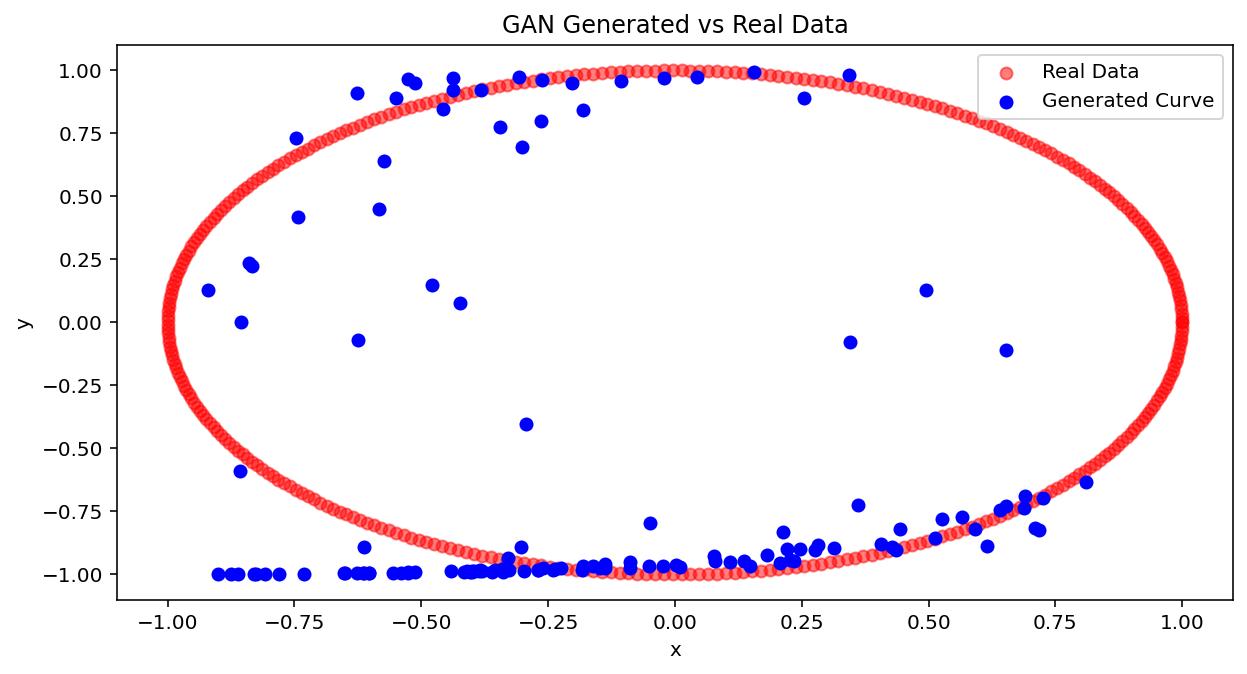 GAN Generated vs Real Data
Real Data
Generated Curve
1.00
0.75
0.50
0.25
0.00
−0.25
−0.50
−0.75
−1.00
y
−1.00 −0.75 −0.50 −0.25 0.00 0.25 0.50 0.75 1.00
x